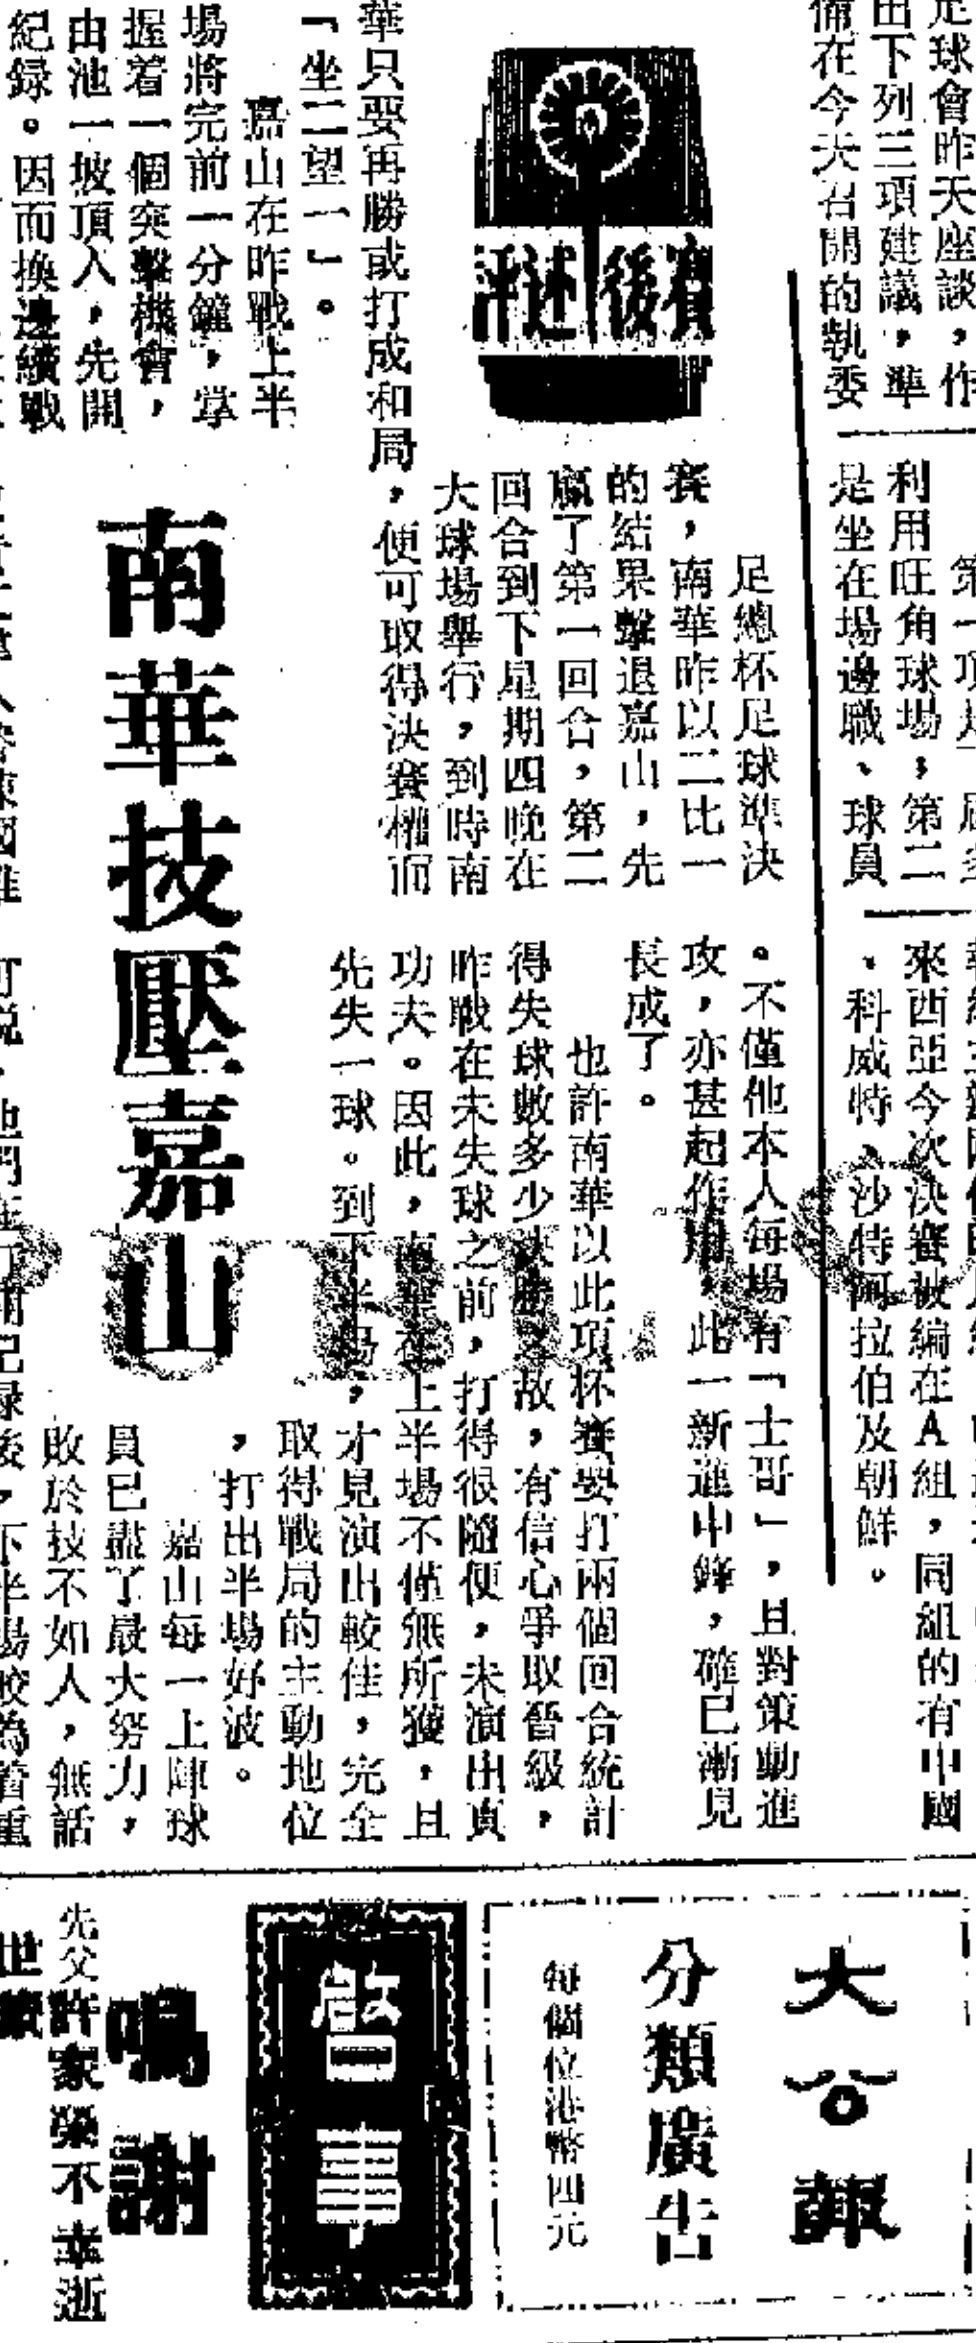 出下列三項建議，準
備在今天召開的執委
利用旺角球場，第二
是坐在場邊職、球員
來西亞今次決賽被編在A組，同組的有中國
、科威特、沙特阿拉伯及朝鮮。
賽後述評
南華技壓嘉山
足總杯足球準決
賽，南華昨以二比一
的結果擊退嘉山，先
贏了第一回合，第二
回合到下星期四晚在
大球場舉行，到時南
華只要再勝或打成和局，便可取得決賽權而
「坐二望一」。
嘉山在昨戰上半
場將完前一分鐘，掌
握着一個突擊機會，
由池一坡頂入，先開
紀録。因而換邊續戰
。不僅他本人每場有「士哥」，且對策動進
攻，亦甚起作用，此一新進中鋒，確已漸見
長成了。
也許南華以此項杯賽要打兩個回合統計
得失球數多少決勝之故，有信心爭取晉級，
昨戰在未失球之前，打得很隨便，未演出真
功夫。因此，南華在上半場不僅無所獲，且
先失一球。到下半場，才見演出較佳，完全
取得戰局的主動地位
，打出半場好波。
嘉山每一上陣球
員已盡了最大努力，
敗於技不如人，無話
大公報
分類廣告
每個位港幣四元
啟事
鳴謝
先父許家榮不幸逝